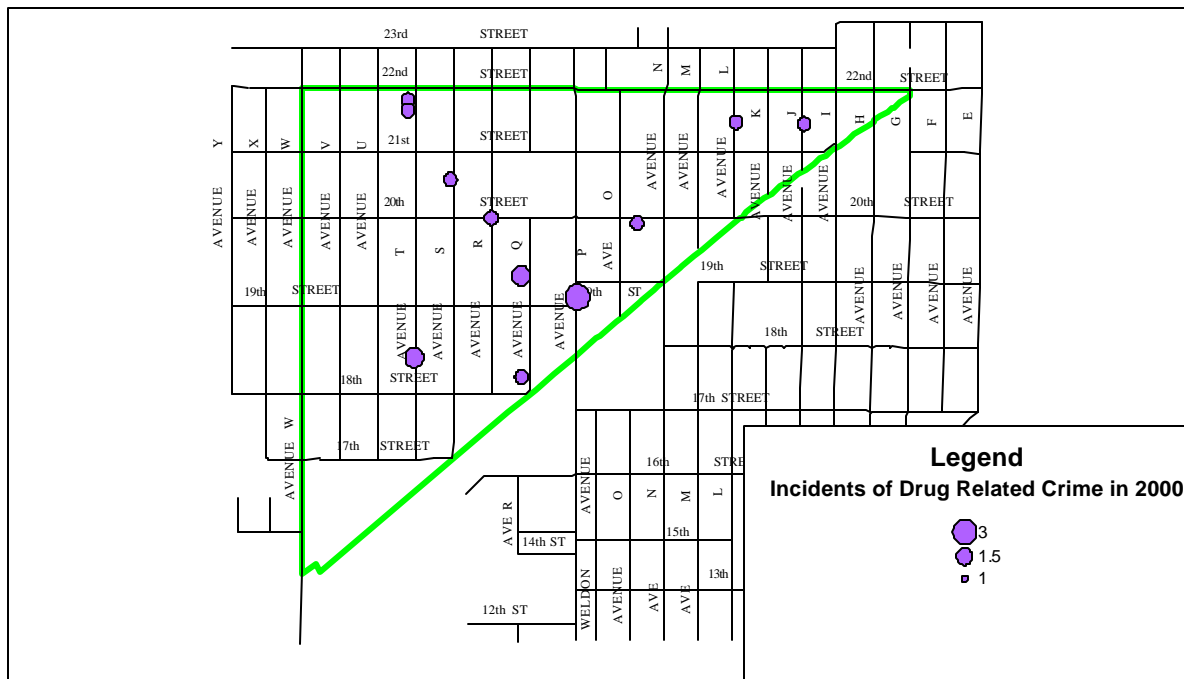 23rd STREET
N M L
22nd STREET
22nd STREET
Y X W V U
K J I H G F E
21st STREET
AVENUE AVENUE AVENUE AVENUE AVENUE
AVENUE AVENUE AVENUE AVENUE AVENUE AVENUE
20th STREET
20th STREET
T S R Q P AVE O
19th STREET
19th STREET
ST
AVENUE AVENUE AVENUE AVENUE AVENUE
AVENUE AVENUE AVENUE AVENUE
18th STREET
18th STREET
17th STREET
AVENUE W
17th STREET
16th
AVENUE O N M L
15th
AVE R
14th ST
13th
WELDON AVENUE AVE AVE
12th ST
Legend
Incidents of Drug Related Crime in 2000
3
1.5
1